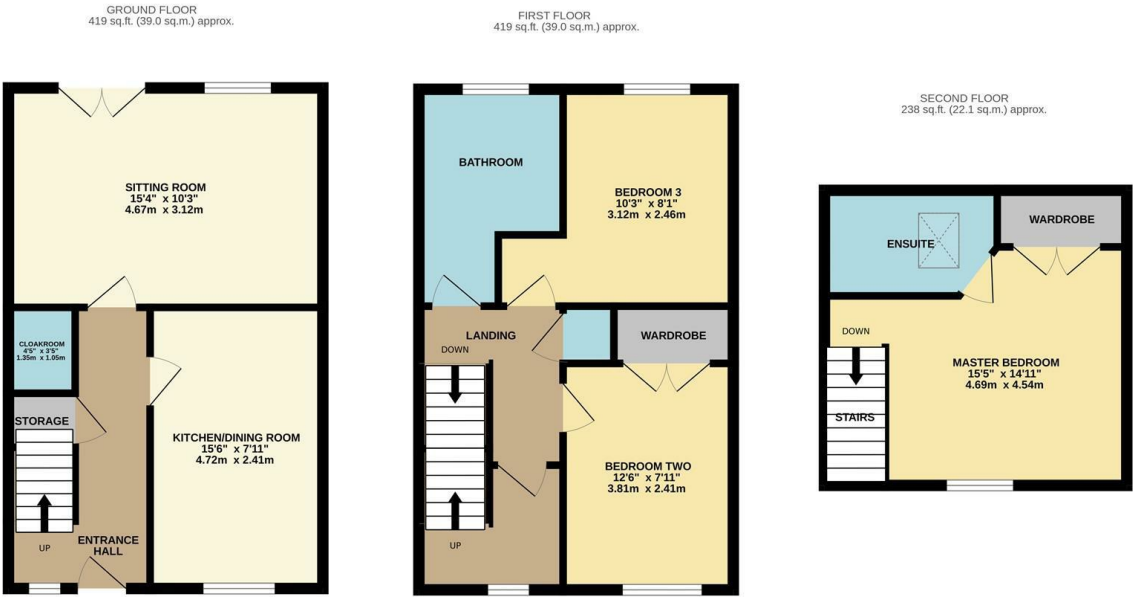 GROUND FLOOR
419 sq.ft. (39.0 sq.m.) approx.
SITTING ROOM
15'4" x 10'3"
4.67m x 3.12m
CLOAKROOM
4'5" x 3'5"
1.35m x 1.05m
STORAGE
KITCHEN/DINING ROOM
15'6" x 7'11"
4.72m x 2.41m
UP
ENTRANCE
HALL
FIRST FLOOR
419 sq.ft. (39.0 sq.m.) approx.
BATHROOM
BEDROOM 3
10'3" x 8'1"
3.12m x 2.46m
LANDING
DOWN
WARDROBE
BEDROOM TWO
12'6" x 7'11"
3.81m x 2.41m
UP
SECOND FLOOR
238 sq.ft. (22.1 sq.m.) approx.
ENSUITE
WARDROBE
DOWN
MASTER BEDROOM
15'5" x 14'11"
4.69m x 4.54m
STAIRS